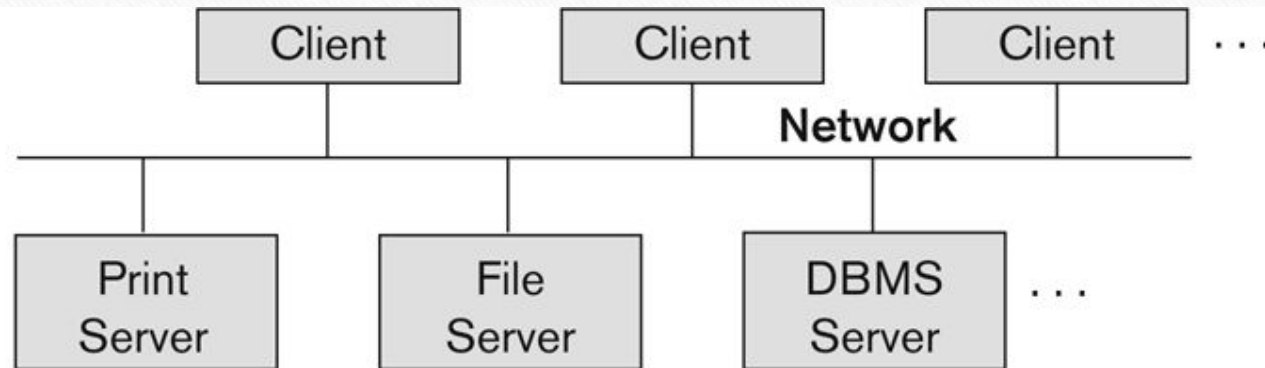 Client Client Client . . .
Network
Print File DBMS . . .
Server Server Server